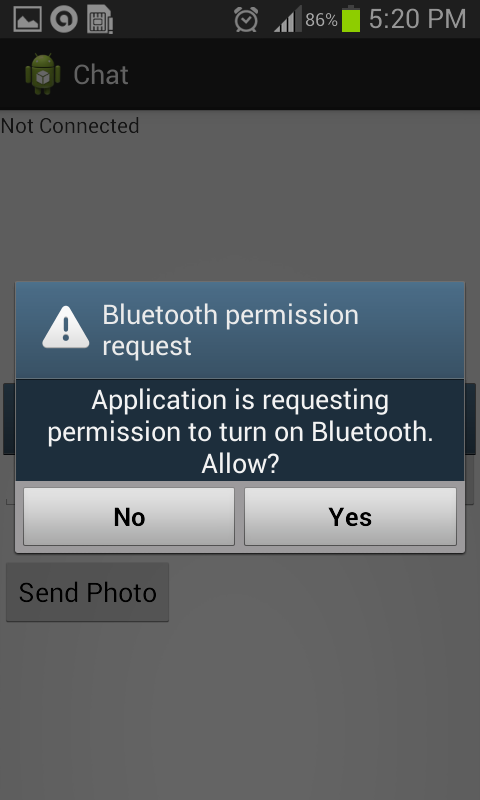 86% 5:20 PM
Chat
Not Connected
Bluetooth permission
request
Application is requesting
permission to turn on Bluetooth.
Allow?
No Yes
Send Photo